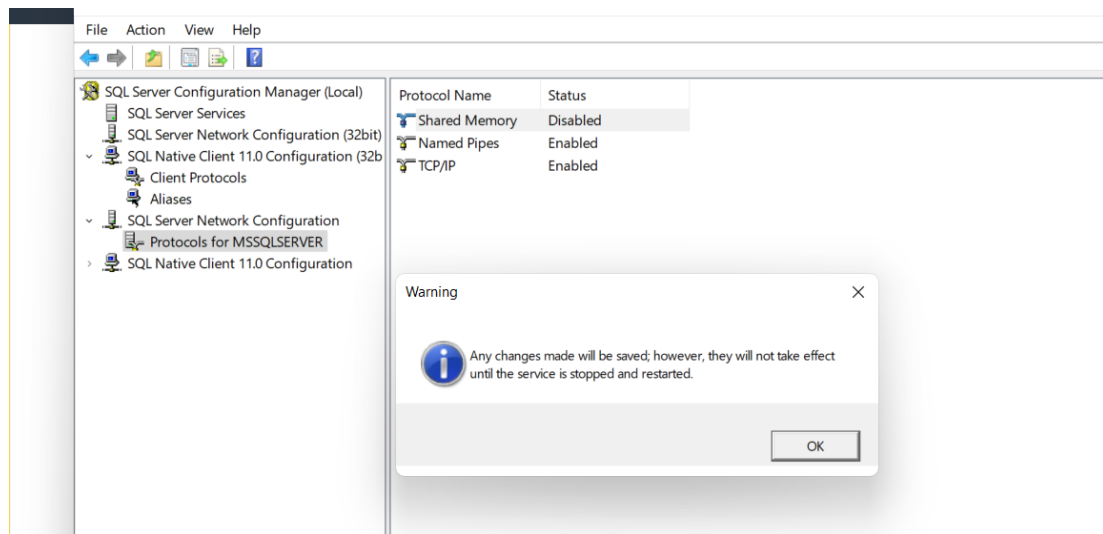 File Action View Help
SQL Server Configuration Manager (Local)
SQL Server Services
SQL Server Network Configuration (32bit)
SQL Native Client 11.0 Configuration (32b
Client Protocols
Aliases
SQL Server Network Configuration
Protocols for MSSQLSERVER
SQL Native Client 11.0 Configuration
Protocol Name Status
Shared Memory Disabled
Named Pipes Enabled
TCP/IP Enabled
Warning
Any changes made will be saved; however, they will not take effect
until the service is stopped and restarted.
OK